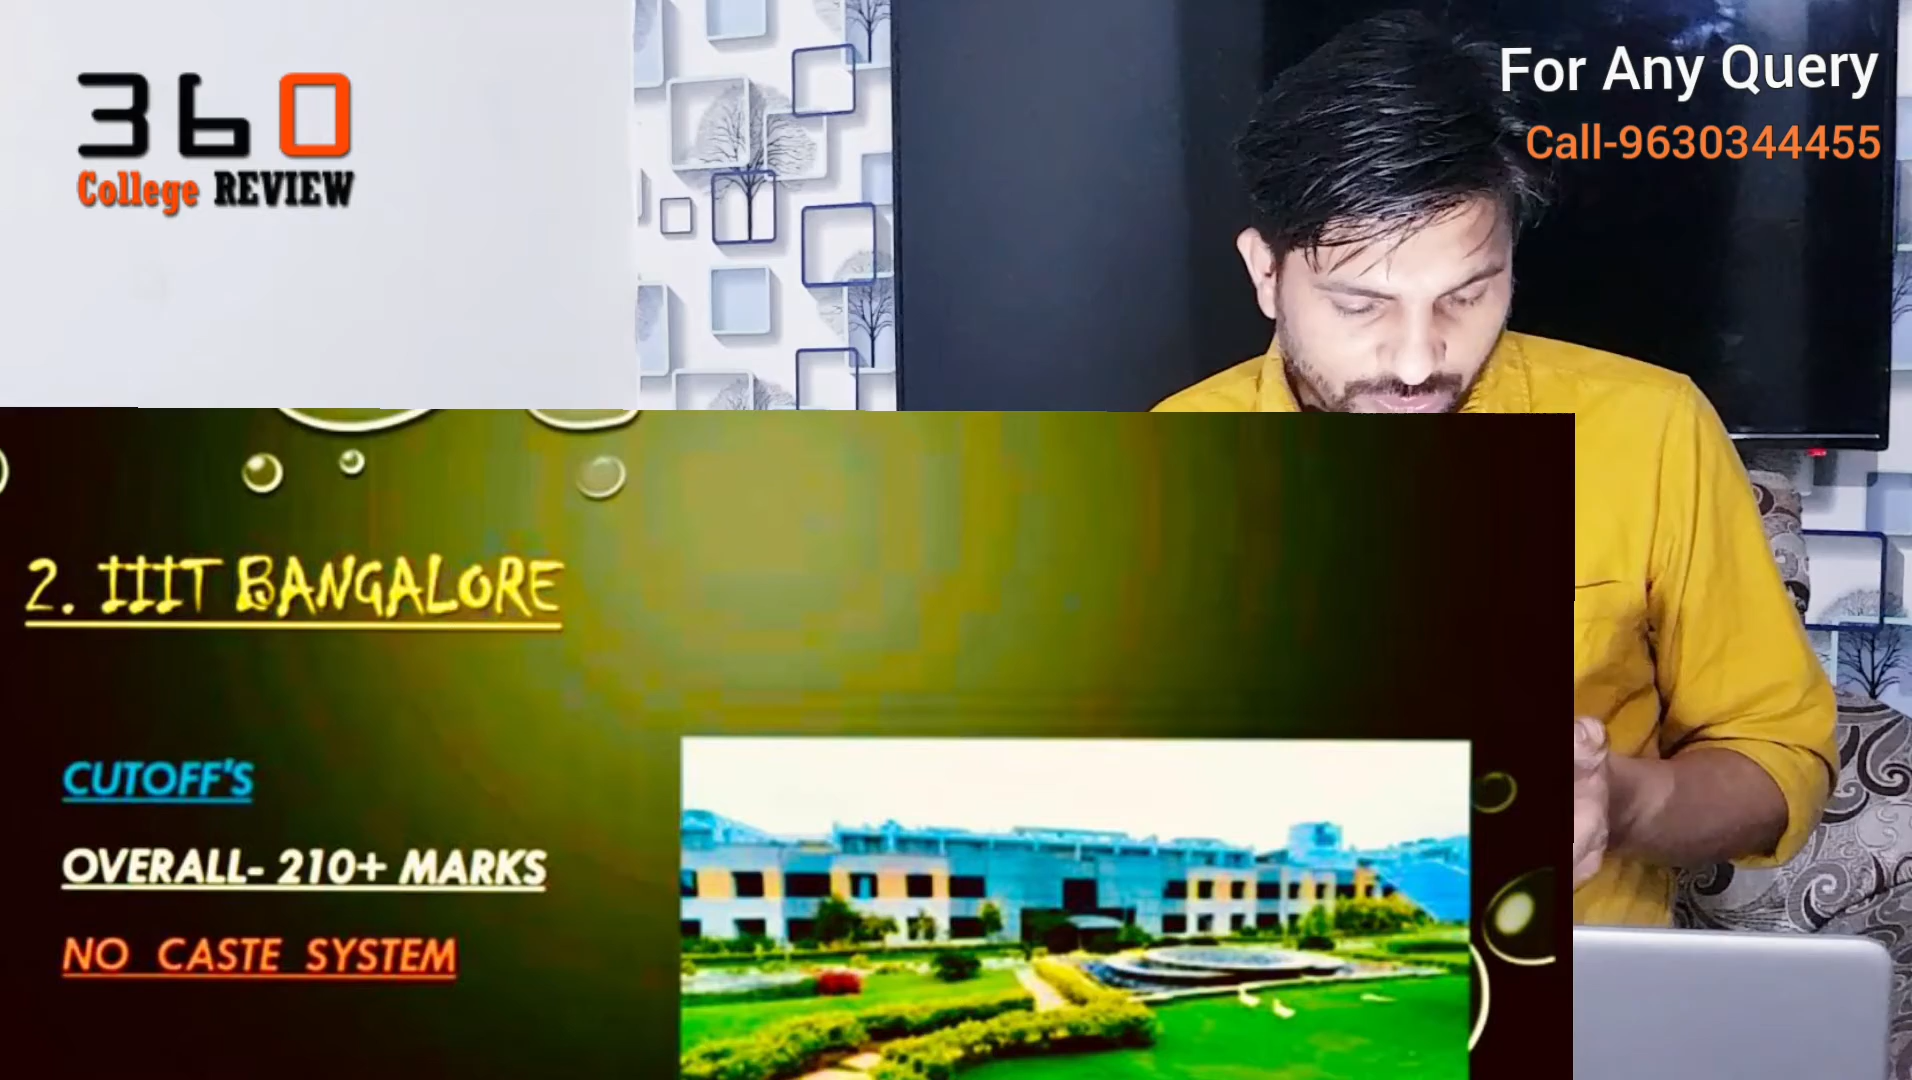 360
College REVIEW
For Any Query
Call-9630344455
2. IIIT BANGALORE
CUTOFF'S
OVERALL- 210+ MARKS
NO CASTE SYSTEM